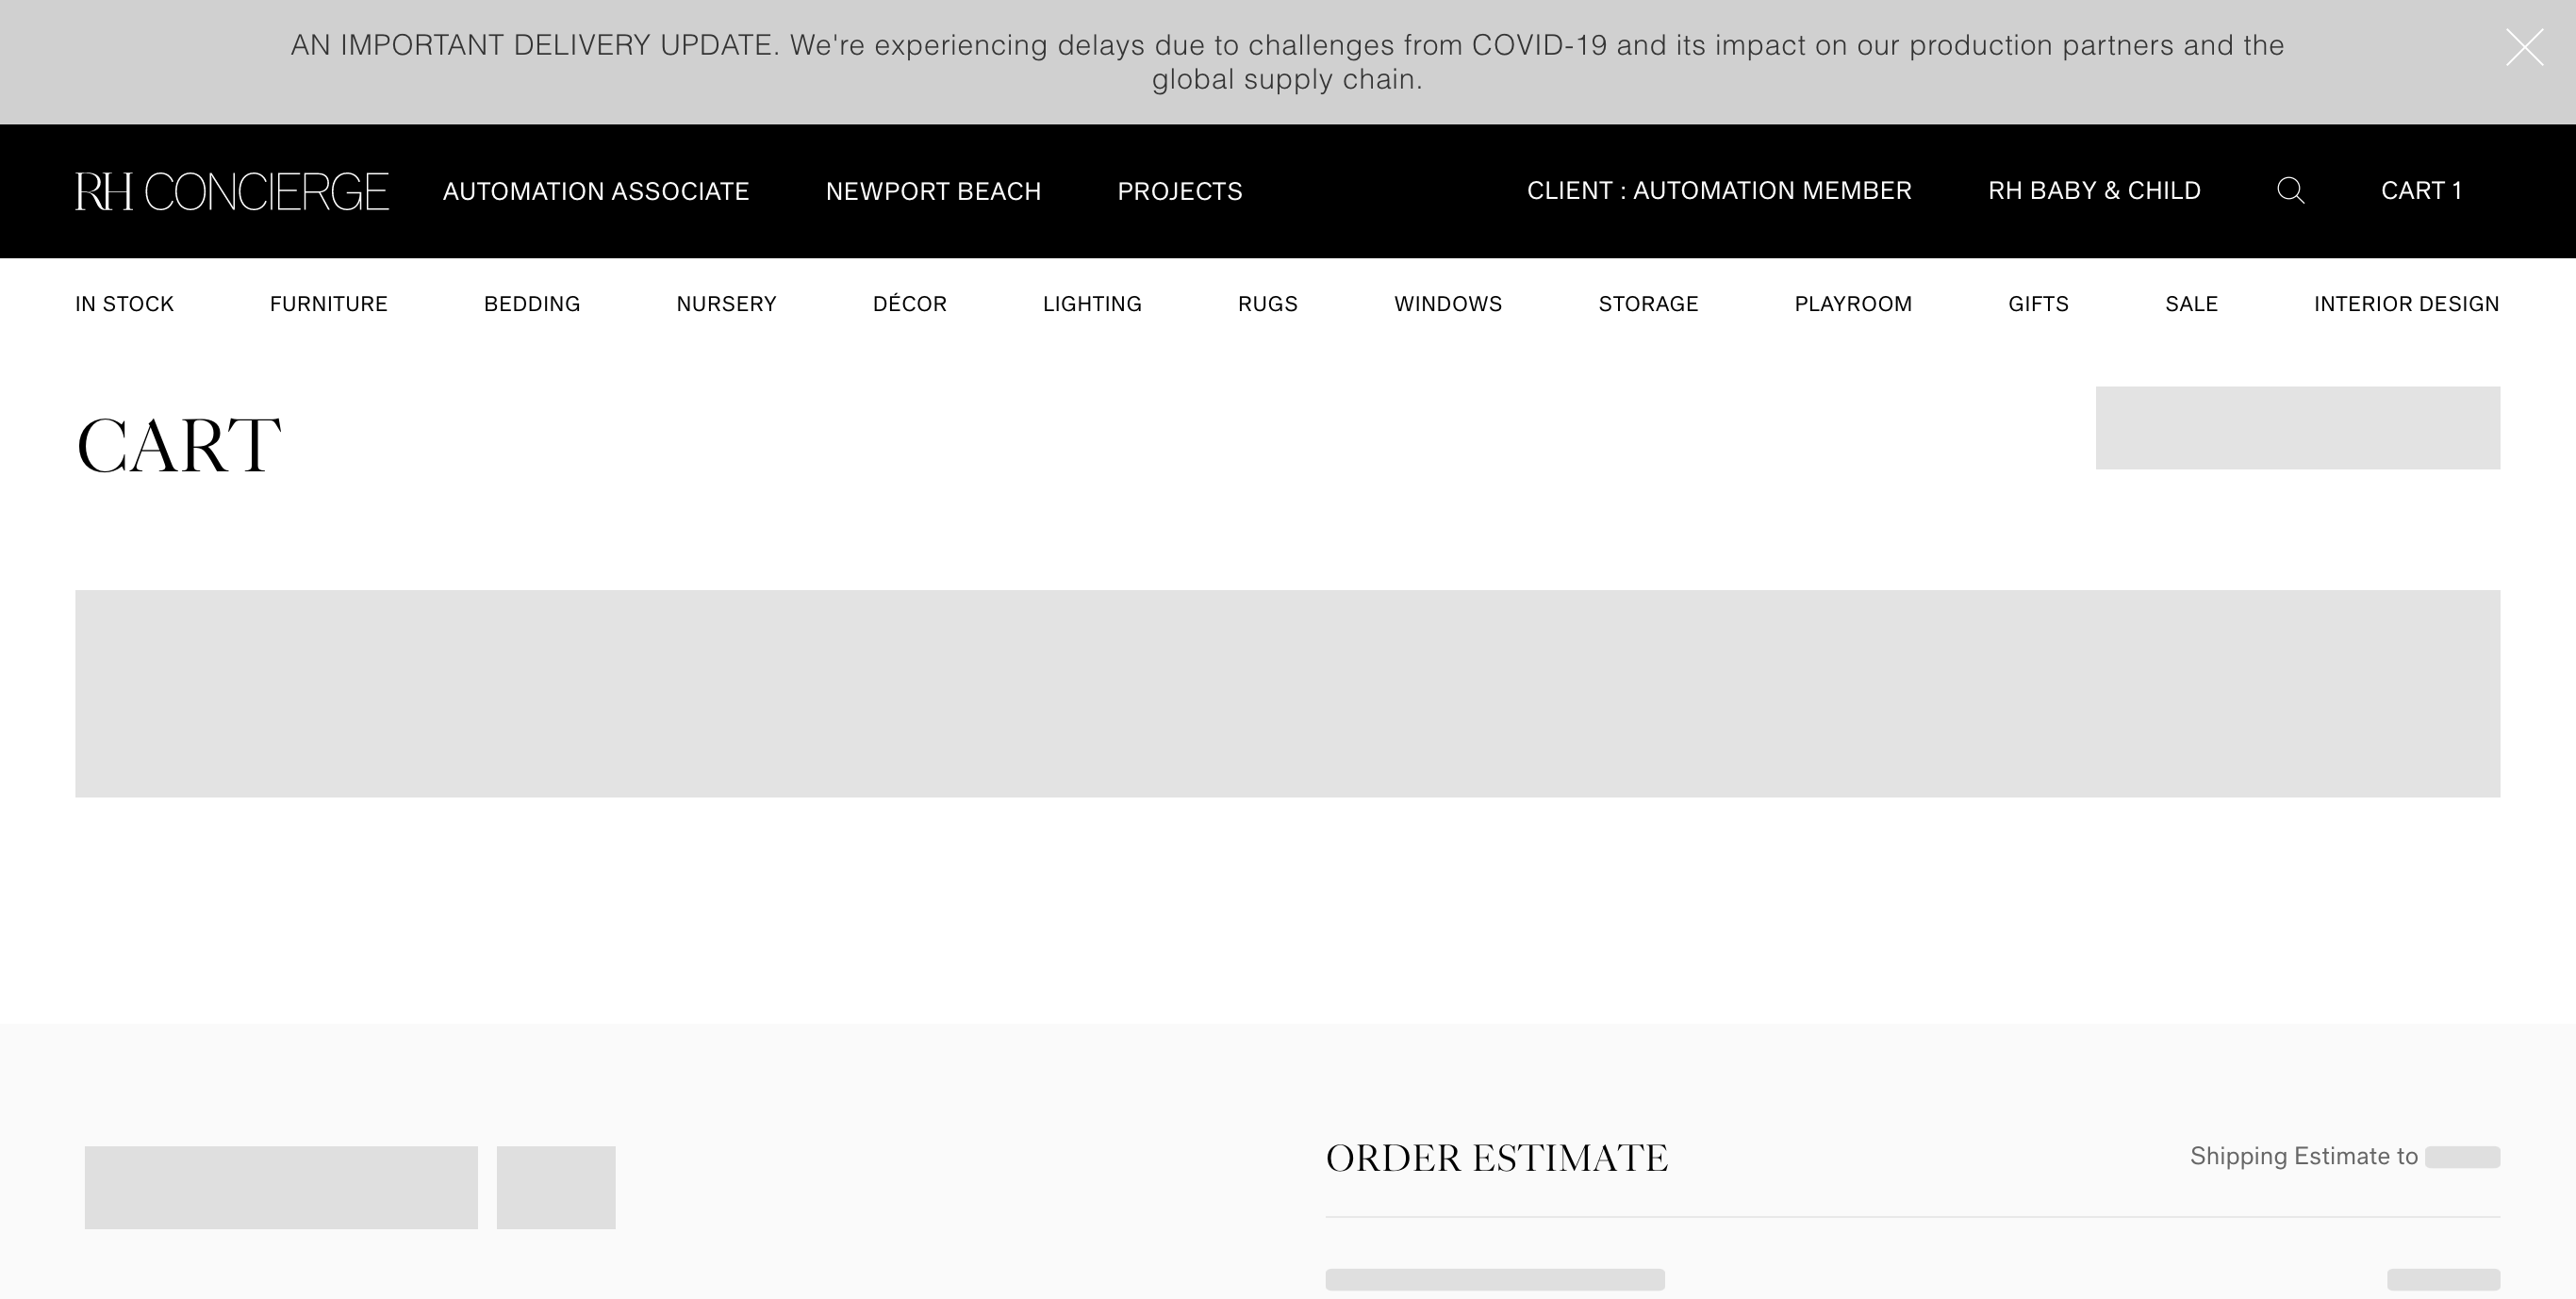 AN IMPORTANT DELIVERY UPDATE. We're experiencing delays due to challenges from COVID-19 and its impact on our production partners and the
global supply chain.
RH CONCIERGE AUTOMATION ASSOCIATE NEWPORT BEACH PROJECTS CLIENT : AUTOMATION MEMBER RH BABY & CHILD CART 1
IN STOCK FURNITURE BEDDING NURSERY DÉCOR LIGHTING RUGS WINDOWS STORAGE PLAYROOM GIFTS SALE INTERIOR DESIGN
CART
ORDER ESTIMATE Shipping Estimate to